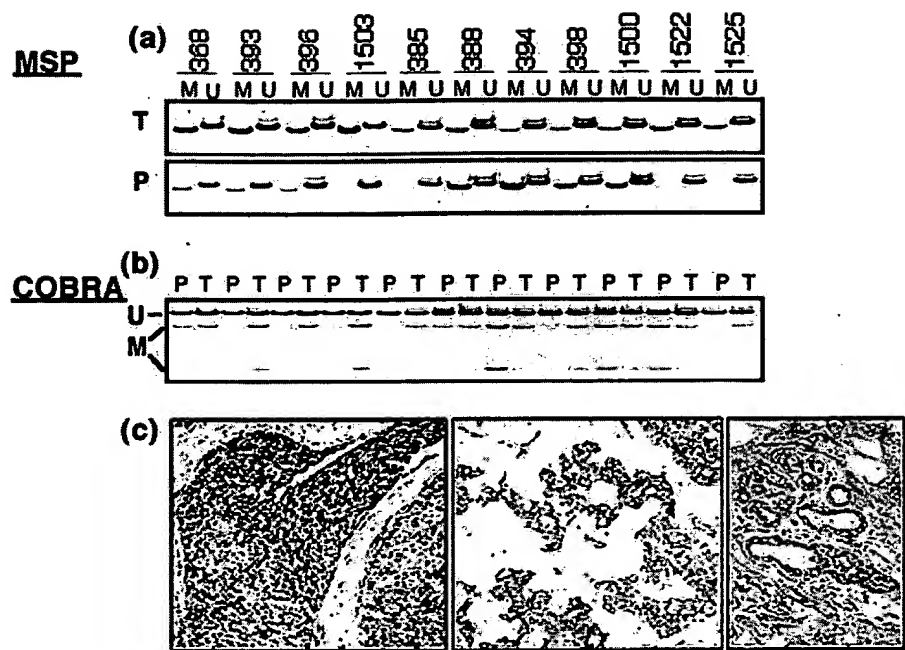 (a)
368 393 396 1503 385 388 394 398 1500 1522 1525
MSP
M U M U M U M U M U M U M U M U M U M U M U
T
P
(b)
P T P T P T P T P T P T P T P T P T P T P T
COBRA
U
M
(c)